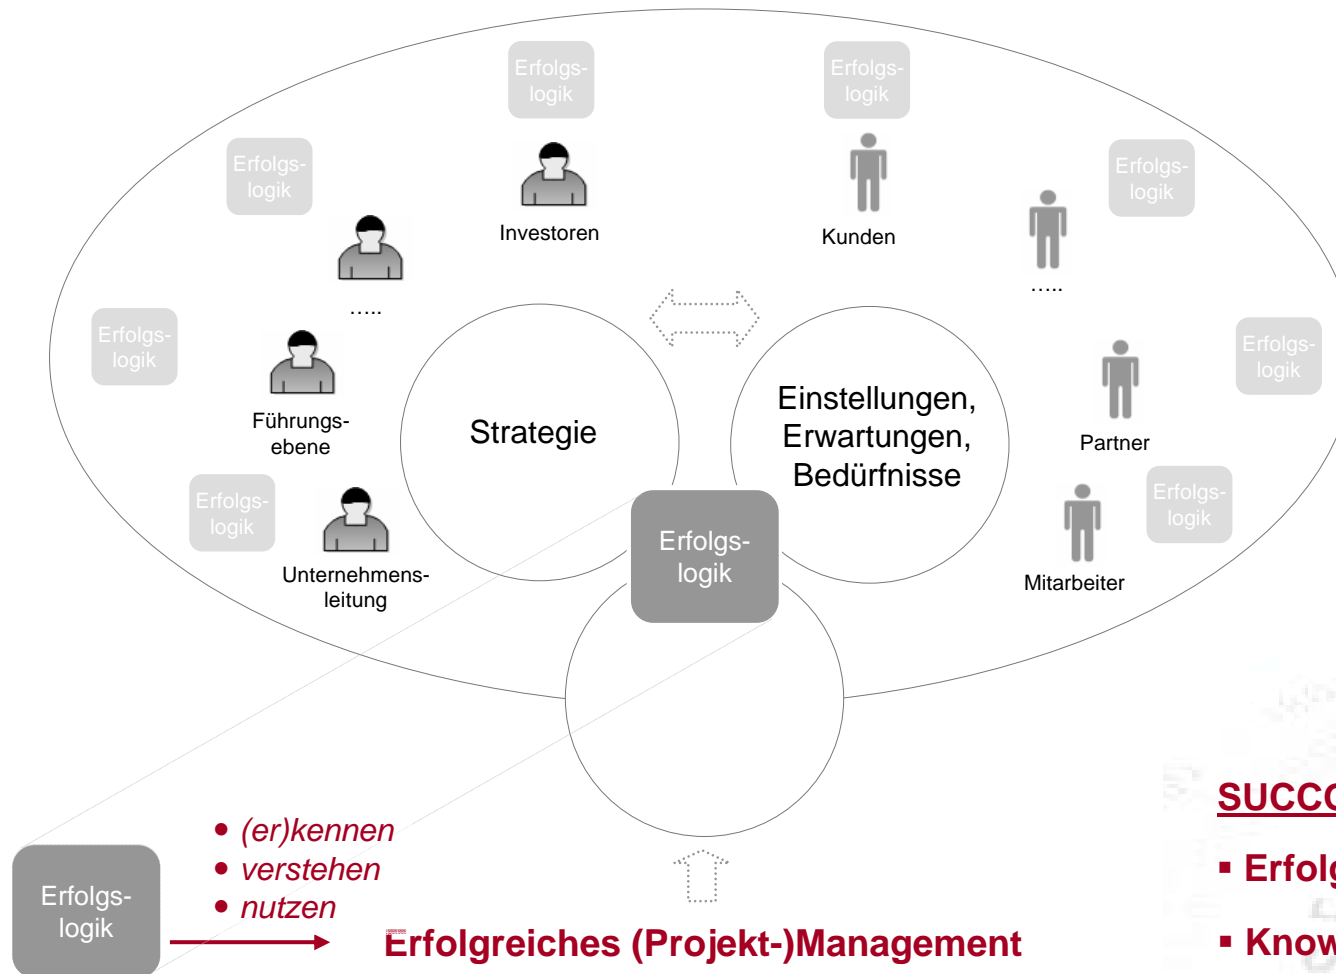 Erfolgs-
logik
Erfolgs-
logik
Erfolgs-
logik
Erfolgs-
logik
Investoren
Kunden
.....
.....
Erfolgs-
logik
Erfolgs-
logik
Führungs-
ebene
Strategie
Einstellungen,
Erwartungen,
Bedürfnisse
Partner
Erfolgs-
logik
Erfolgs-
logik
Unternehmens-
leitung
Mitarbeiter
Erfolgs-
logik
• (er)kennen
• verstehen
• nutzen
Erfolgs-
logik
Erfolgreiches (Projekt-)Management